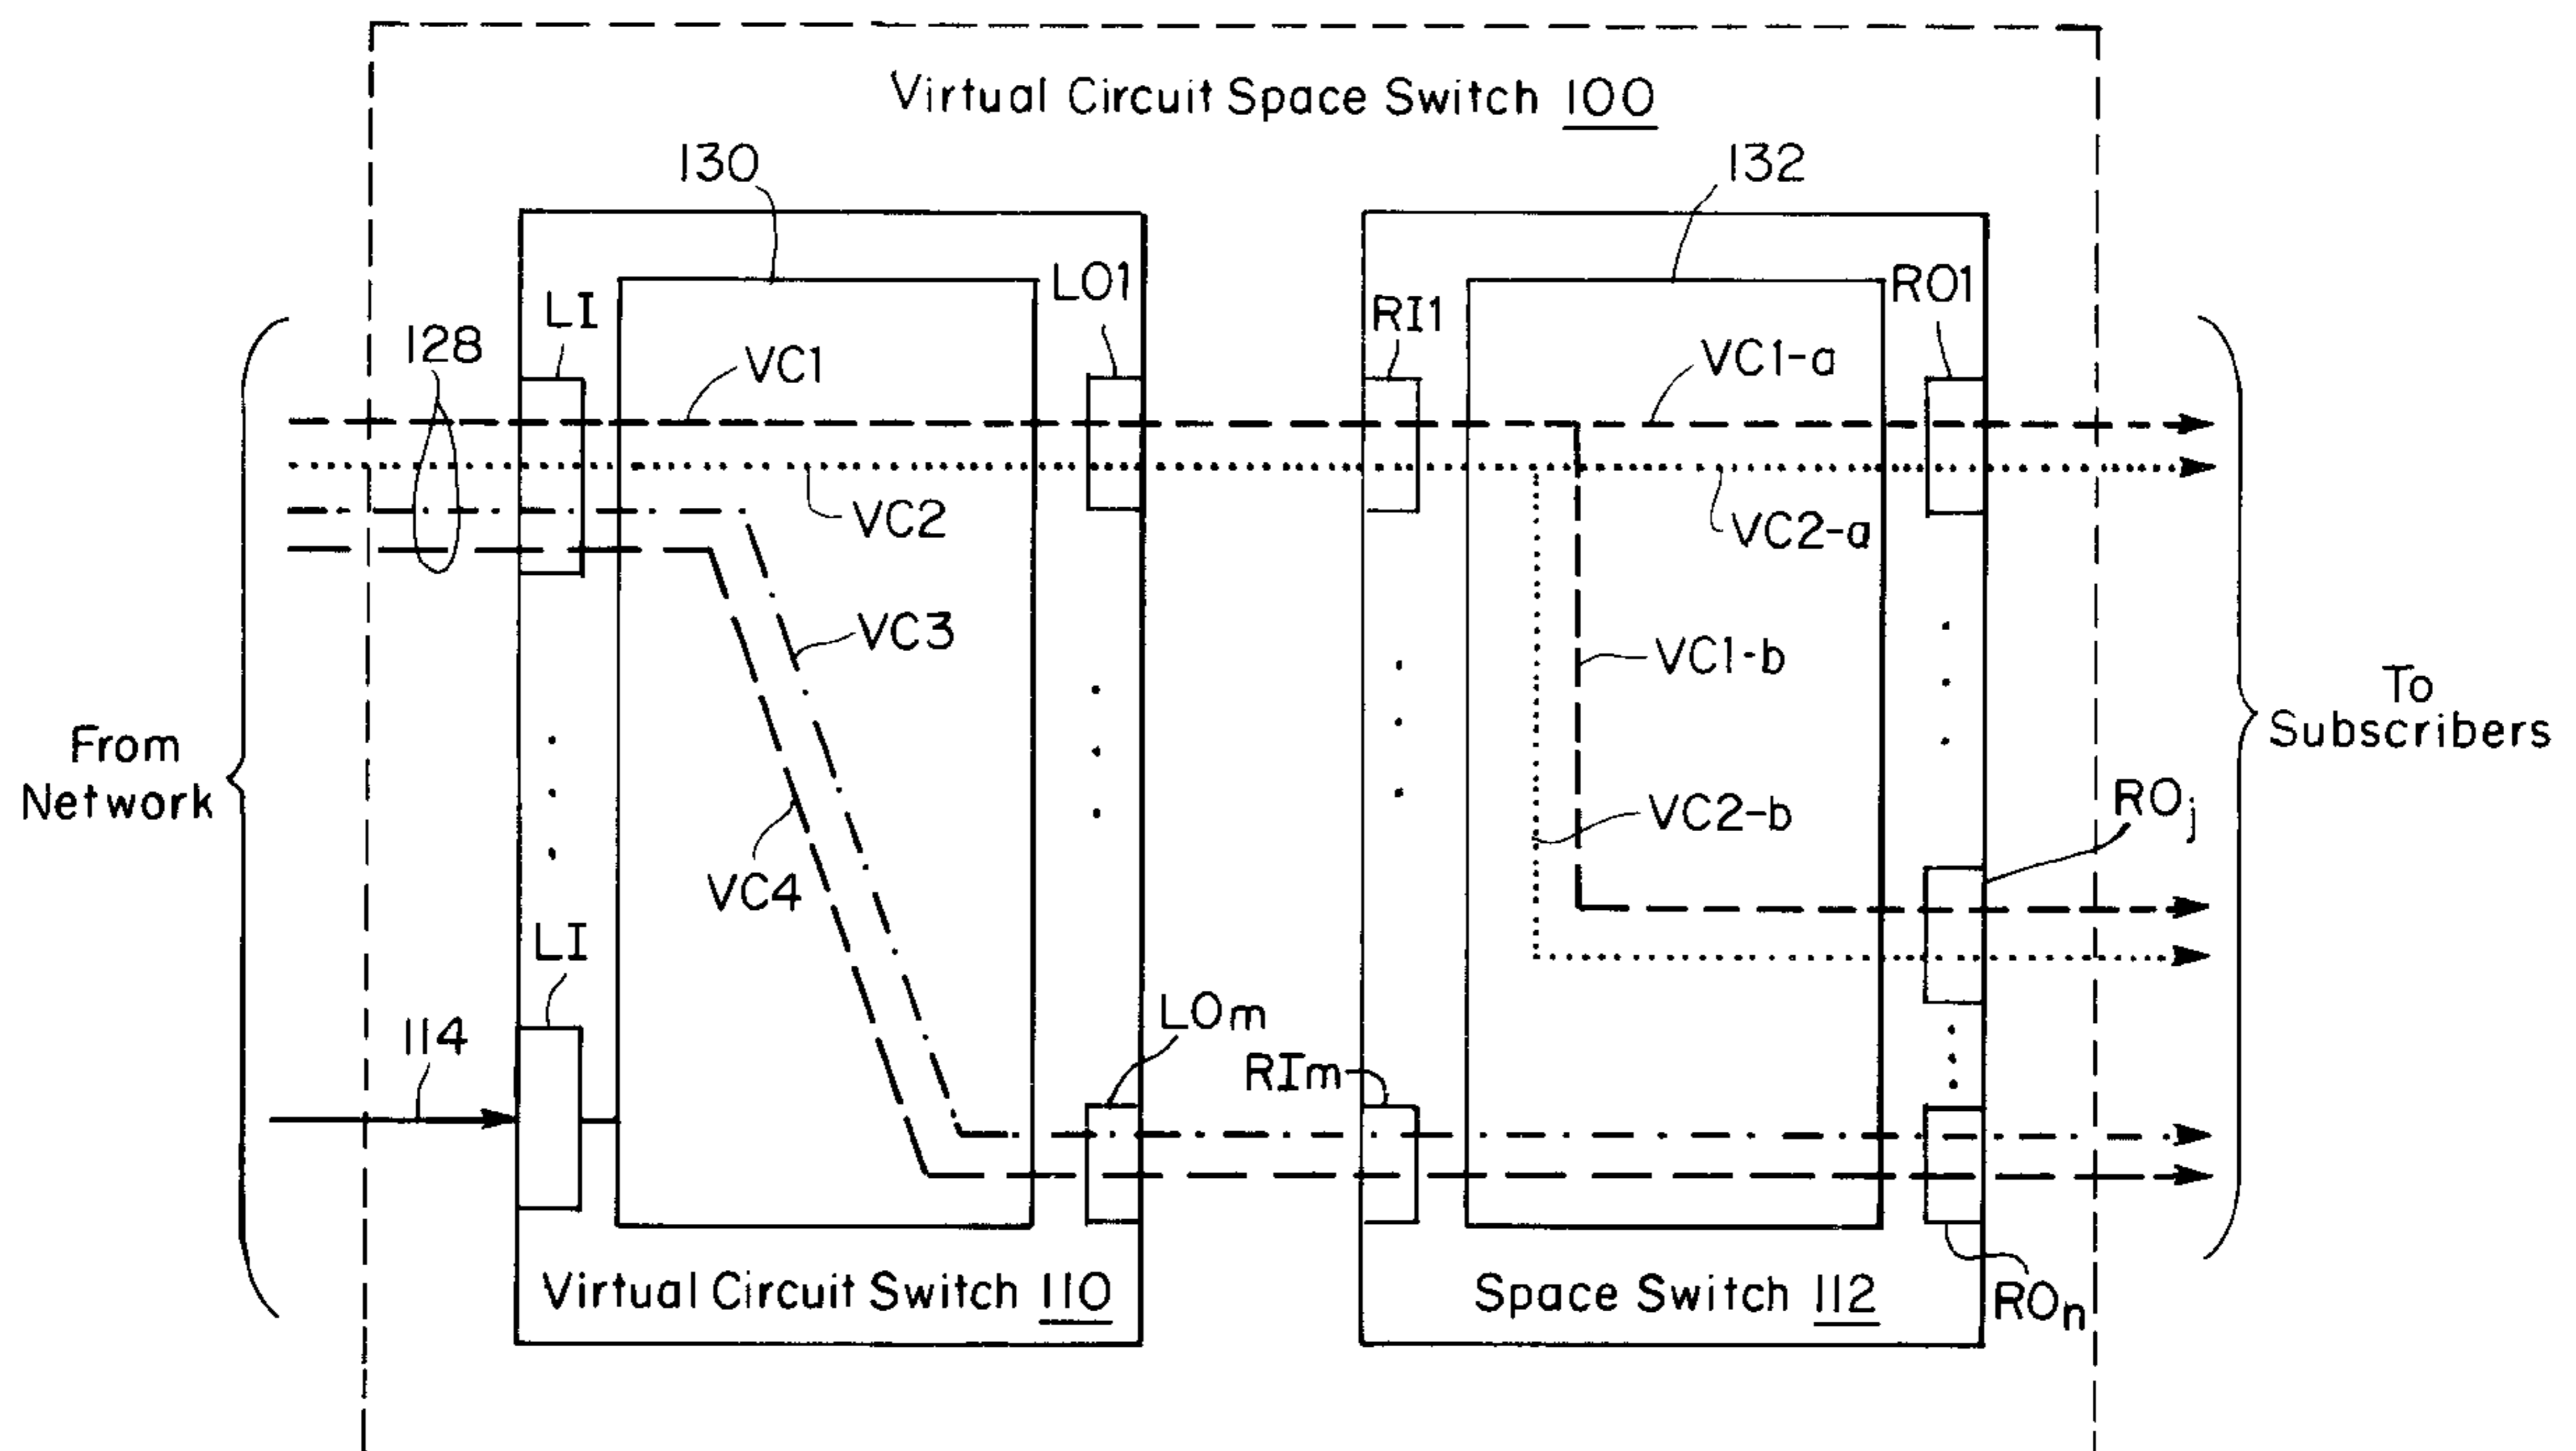 Virtual Circuit Space Switch 100
130
132
LI
LO1
RI1
RO1
128
VC1
VC1-a
VC2
VC2-a
VC3
VC1-b
From
Network
To
Subscribers
VC4
VC2-b
ROj
LI
114
LOm
RIm
Virtual Circuit Switch 110
Space Switch 112
ROn